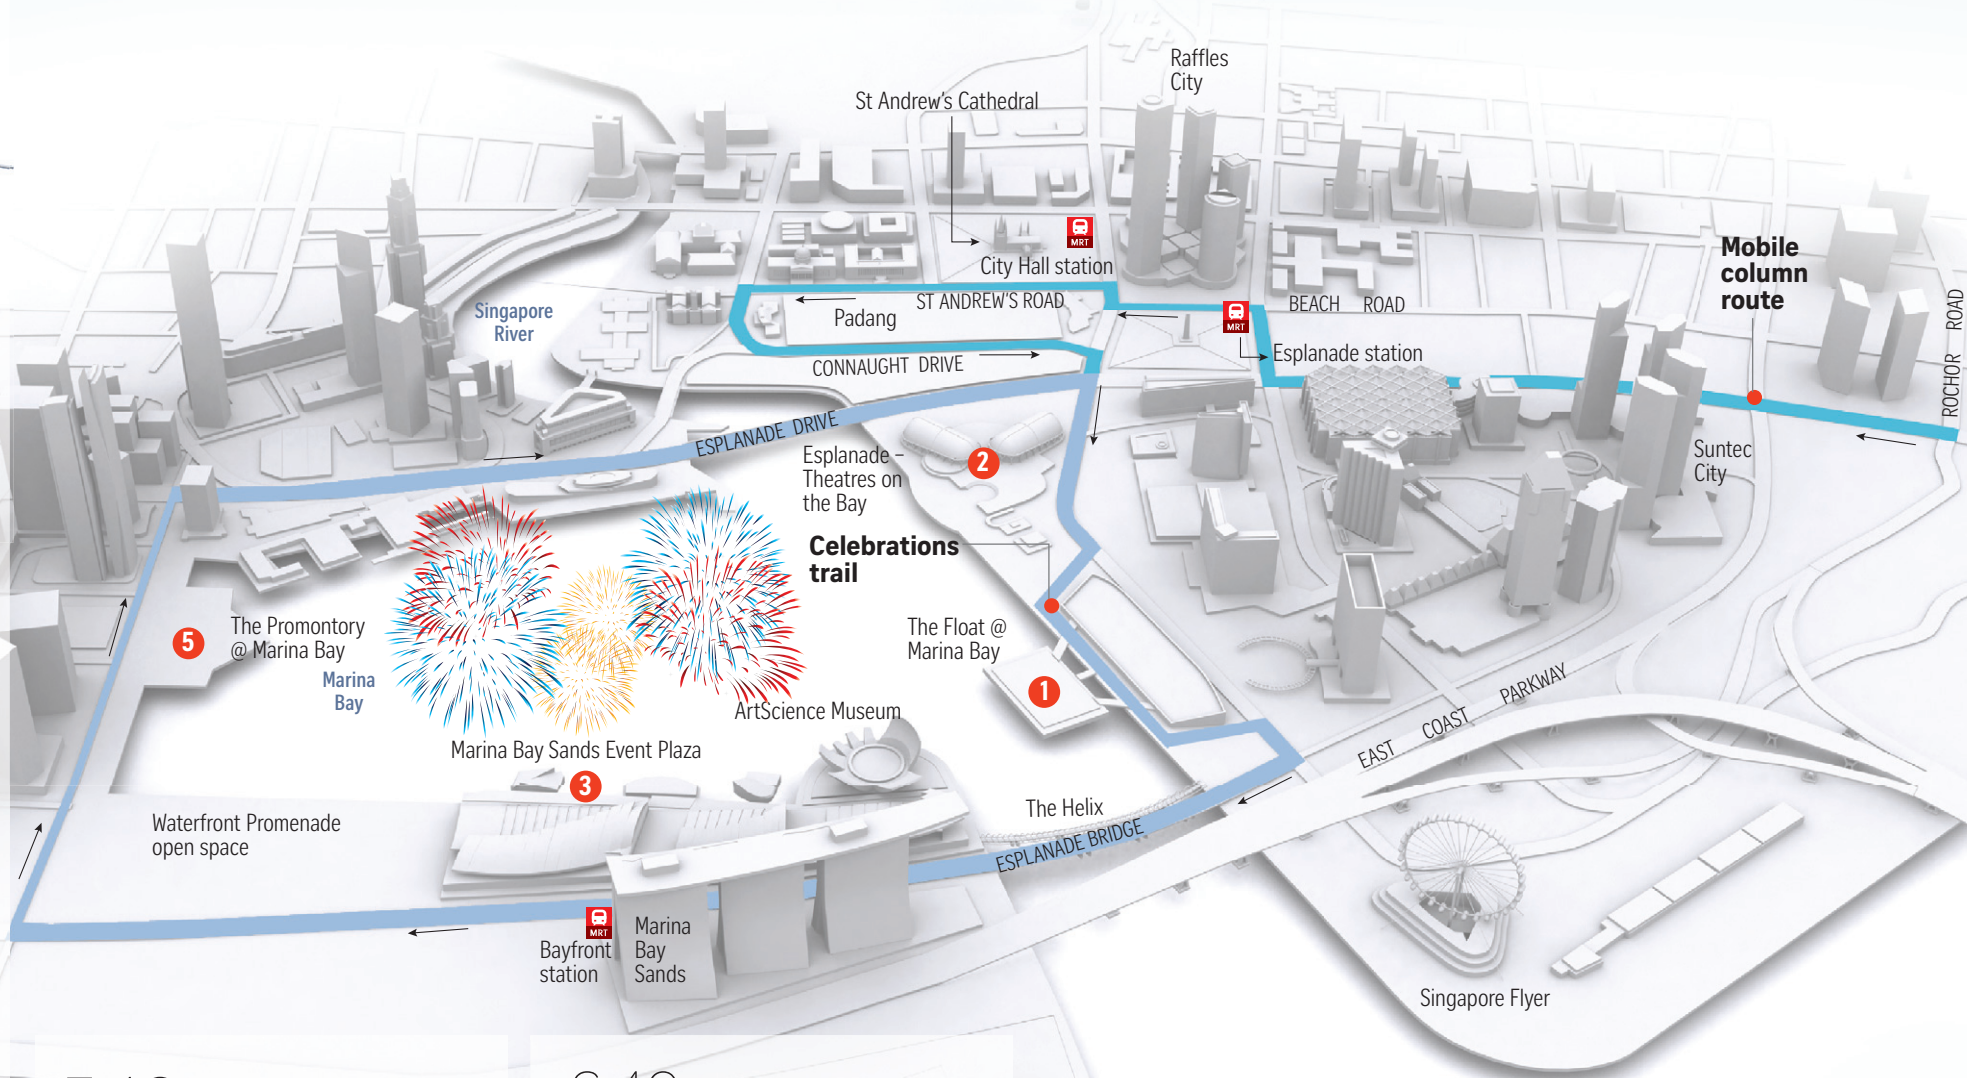 Raffles
City
St Andrew's Cathedral
MRT
City Hall station
Mobile
column
route
Singapore
River
ST ANDREW'S ROAD
Padang
MRT
BEACH ROAD
ROCHOR ROAD
Esplanade station
CONNAUGHT DRIVE
ESPLANADE DRIVE
Esplanade –
Theatres on
the Bay
2
Suntec
City
Celebrations
trail
5
The Promontory
@ Marina Bay
Marina
Bay
The Float @
Marina Bay
1
EAST COAST PARKWAY
ArtScience Museum
Marina Bay Sands Event Plaza
3
Waterfront Promenade
open space
The Helix
ESPLANADE BRIDGE
MRT
Bayfront
station
Marina
Bay
Sands
Singapore Flyer